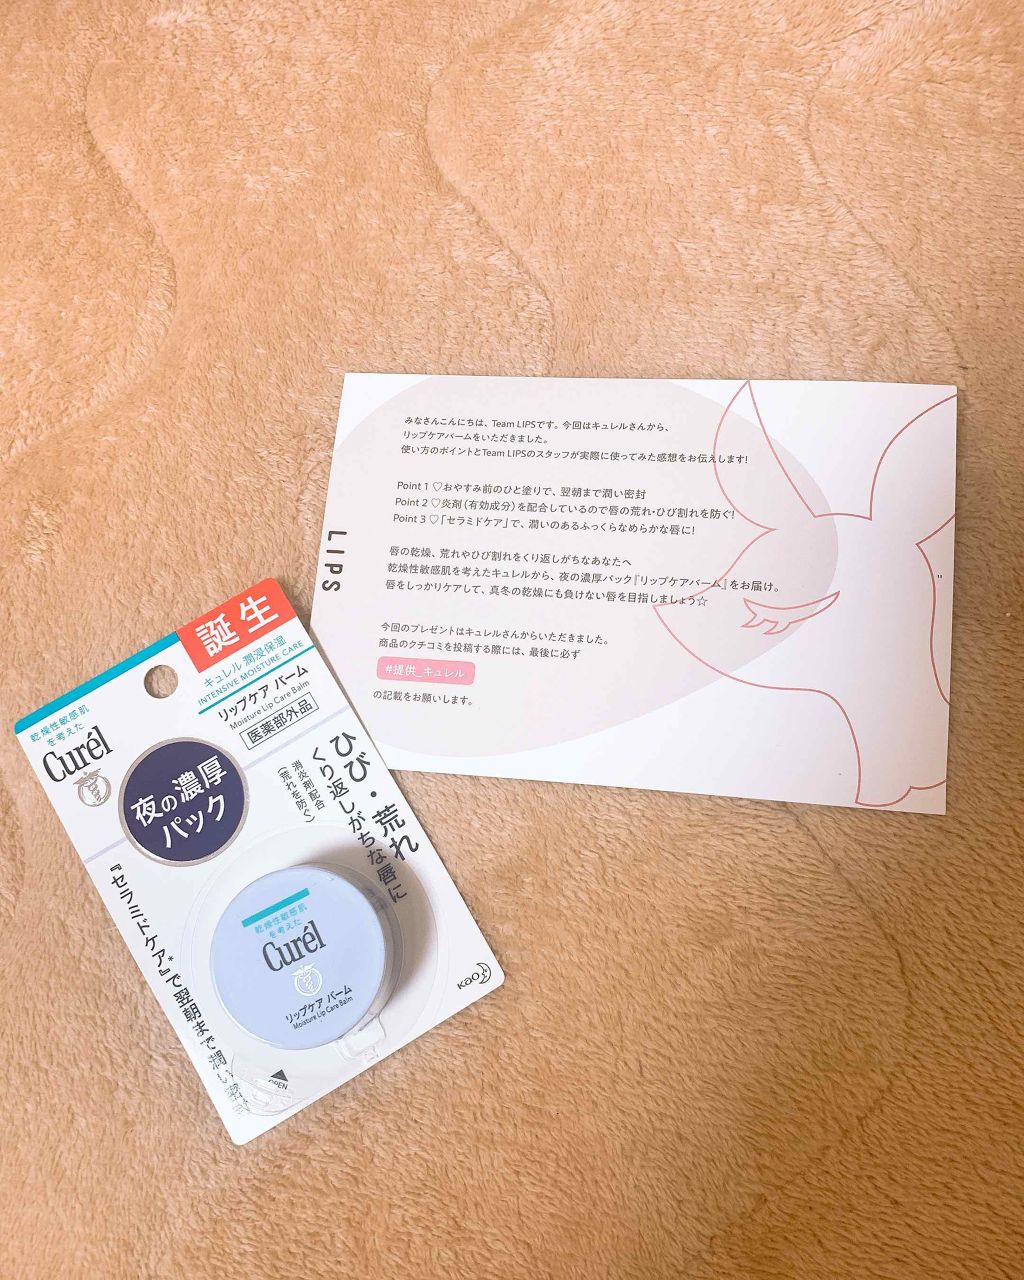 みなさんこんにちは、Team LIPSです。今回はキュレルさんから、
リップケアバームをいただきました。
使い方のポイントとTeam LIPSのスタッフが実際に使ってみた感想をお伝えします!
Point 1 ♡おやすみ前のひと塗りで、翌朝まで潤い密封
Point 2 ♡炎剤(有効成分)を配合しているので唇の荒れ・ひび割れを防ぐ!
Point 3 ♡「セラミドケア」で、潤いのあるふっくらなめらかな唇に!
唇の乾燥、荒れやひび割れをくり返しがちなあなたへ
乾燥性敏感肌を考えたキュレルから、夜の濃厚パック『リップケアバーム』をお届け。
唇をしっかりケアして、真冬の乾燥にも負けない唇を目指しましょう☆
今回のプレゼントはキュレルさんからいただきました。
商品のクチコミを投稿する際には、最後に必ず
#提供_キュレル
の記載をお願いします。
LIPS
誕生
乾燥性敏感肌
を考えた
Curél
キュレル 潤浸保湿
INTENSIVE MOISTURE CARE
リップケア バーム
Moisture Lip Care Balm
医薬部外品
夜の濃厚
パック
ひび・荒れ
くり返しがちな唇に
消炎剤配合
(荒れを防ぐ)
『セラミドケア』*で翌朝まで潤い密封
乾燥性敏感肌
を考えた
Curél
リップケア バーム
Moisture Lip Care Balm
Kao
OPEN